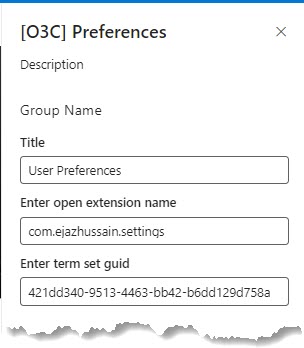 [O3C] Preferences
Description
Group Name
Title
User Preferences
Enter open extension name
com.ejazhussain.settings
Enter term set guid
421dd340-9513-4463-bb42-b6dd129d758a